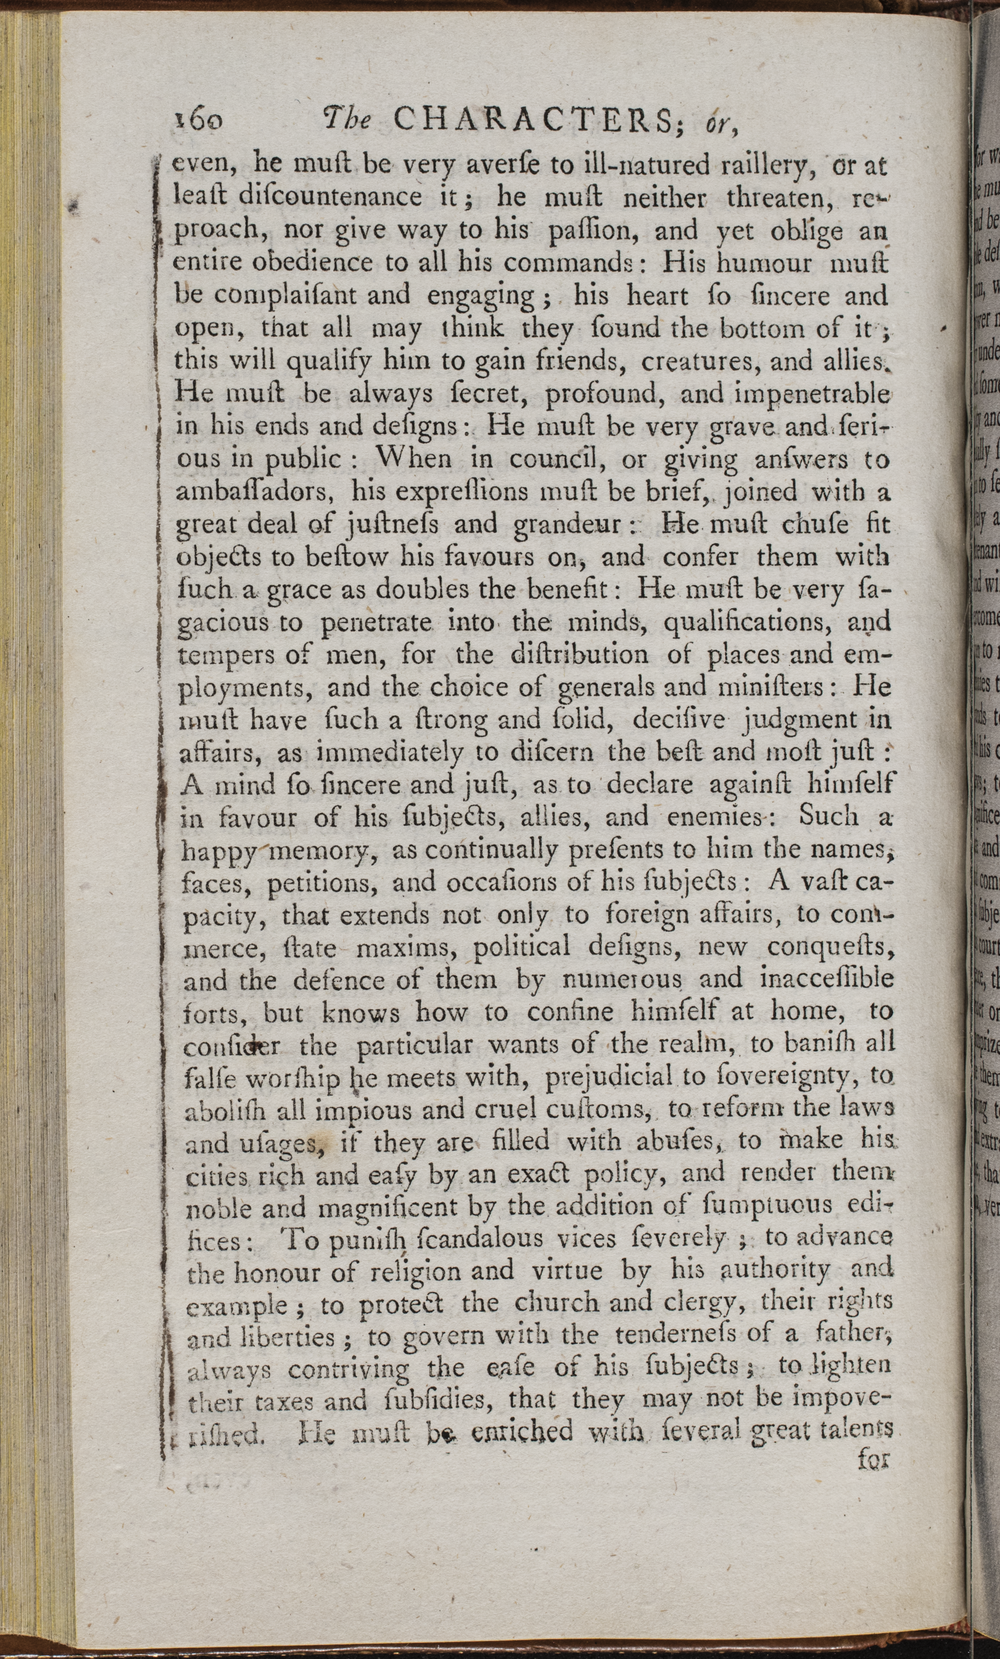 160 The CHARACTERS; or,
even, he muſt be very averſe to ill-natured raillery, or at
leaſt diſcountenance it; he muſt neither threaten, re-
proach, nor give way to his paſſion, and yet oblige an
entire obedience to all his commands: His humour muſt
be complaiſant and engaging; his heart ſo ſincere and
open, that all may think they ſound the bottom of it;
this will qualify him to gain friends, creatures, and allies.
He muſt be always ſecret, profound, and impenetrable
in his ends and deſigns: He muſt be very grave and ſeri-
ous in public: When in council, or giving anſwers to
ambaſſadors, his expreſſions muſt be brief, joined with a
great deal of juſtneſs and grandeur: He muſt chuſe fit
objects to beſtow his favours on, and confer them with
ſuch a grace as doubles the benefit: He muſt be very ſa-
gacious to penetrate into the minds, qualifications, and
tempers of men, for the diſtribution of places and em-
ployments, and the choice of generals and miniſters: He
muſt have ſuch a ſtrong and ſolid, deciſive judgment in
affairs, as immediately to diſcern the beſt and moſt juſt:
A mind ſo ſincere and juſt, as to declare againſt himſelf
in favour of his ſubjects, allies, and enemies: Such a
happy memory, as continually preſents to him the names,
faces, petitions, and occaſions of his ſubjects: A vaſt ca-
pacity, that extends not only to foreign affairs, to com-
merce, ſtate maxims, political deſigns, new conqueſts,
and the defence of them by numerous and inacceſſible
forts, but knows how to confine himſelf at home, to
conſider the particular wants of the realm, to baniſh all
falſe worſhip he meets with, prejudicial to ſovereignty, to
aboliſh all impious and cruel cuſtoms, to reform the laws
and uſages, if they are filled with abuſes, to make his
cities rich and eaſy by an exact policy, and render them
noble and magnificent by the addition of ſumptuous edi-
fices: To puniſh ſcandalous vices ſeverely; to advance
the honour of religion and virtue by his authority and
example; to protect the church and clergy, their rights
and liberties; to govern with the tenderneſs of a father,
always contriving the eaſe of his ſubjects; to lighten
their taxes and ſubſidies, that they may not be impove-
riſhed. He muſt be enriched with ſeveral great talents
for